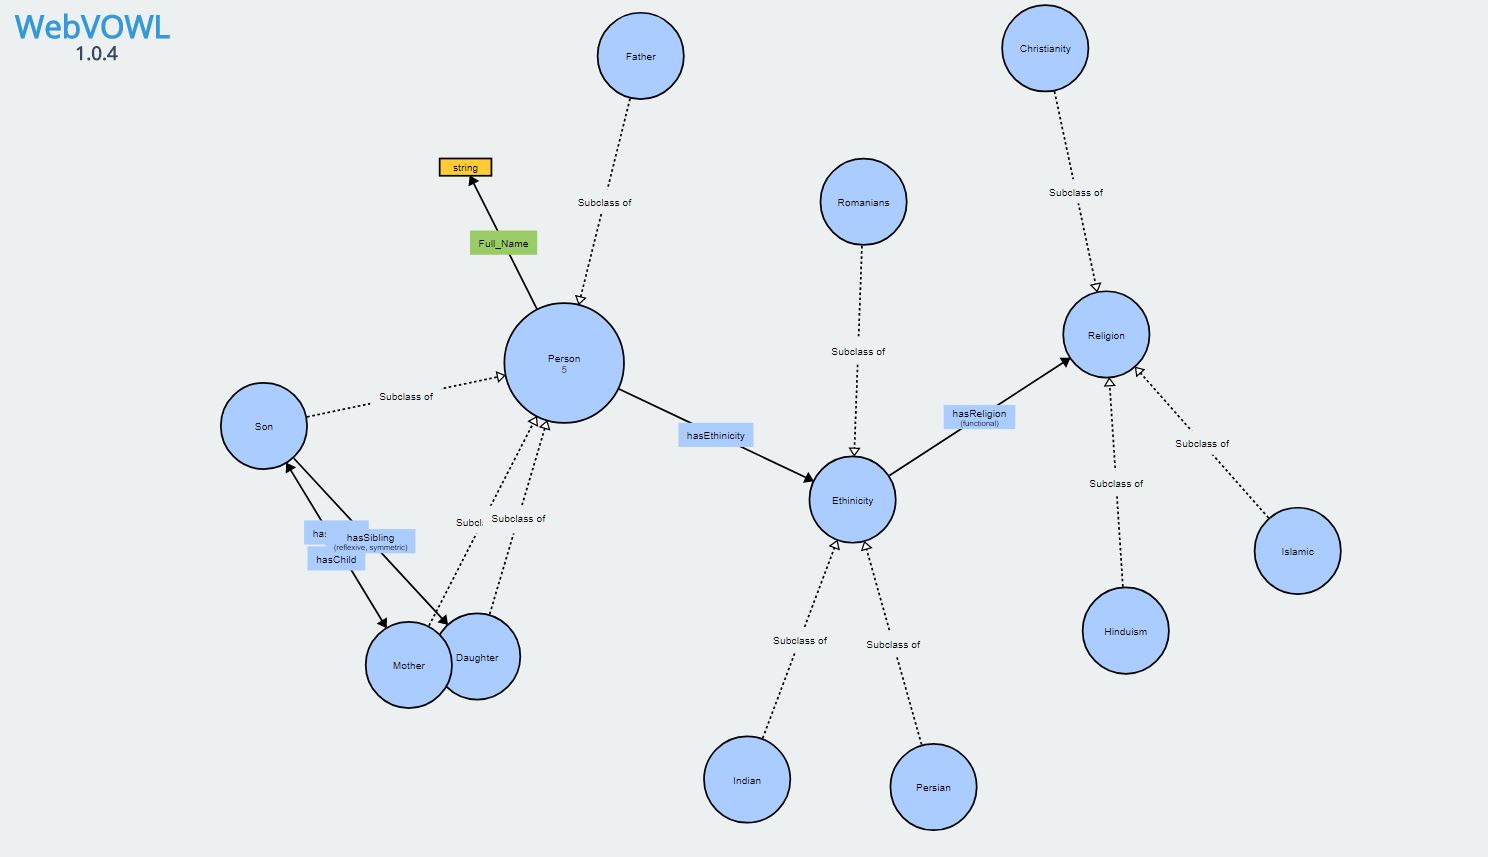 WebVOWL
1.0.4
Father
Christianity
string
Subclass of
Subclass of
Romanians
Full_Name
Religion
Subclass of
Person
5
Subclass of
hasReligion
(functional)
Son
hasEthinicity
Subclass of
Subclass of
Ethinicity
Subclass of
hasSibling
(reflexive, symmetric)
hasChild
Islamic
Hinduism
Subclass of
Subclass of
Mother
Daughter
Indian
Persian